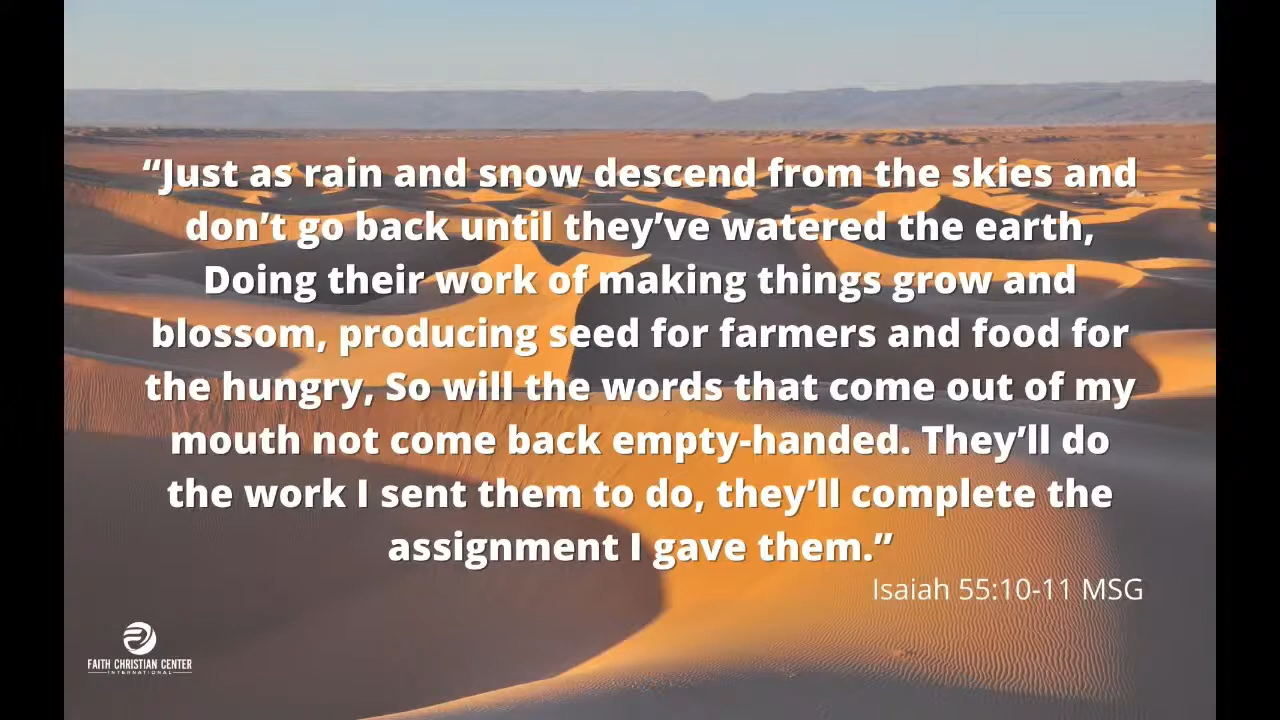 “Just as rain and snow descend from the skies and
don’t go back until they’ve watered the earth,
Doing their work of making things grow and
blossom, producing seed for farmers and food for
the hungry, So will the words that come out of my
mouth not come back empty-handed. They’ll do
the work I sent them to do, they’ll complete the
assignment I gave them.”
Isaiah 55:10-11 MSG
FAITH CHRISTIAN CENTER
INTERNATIONAL